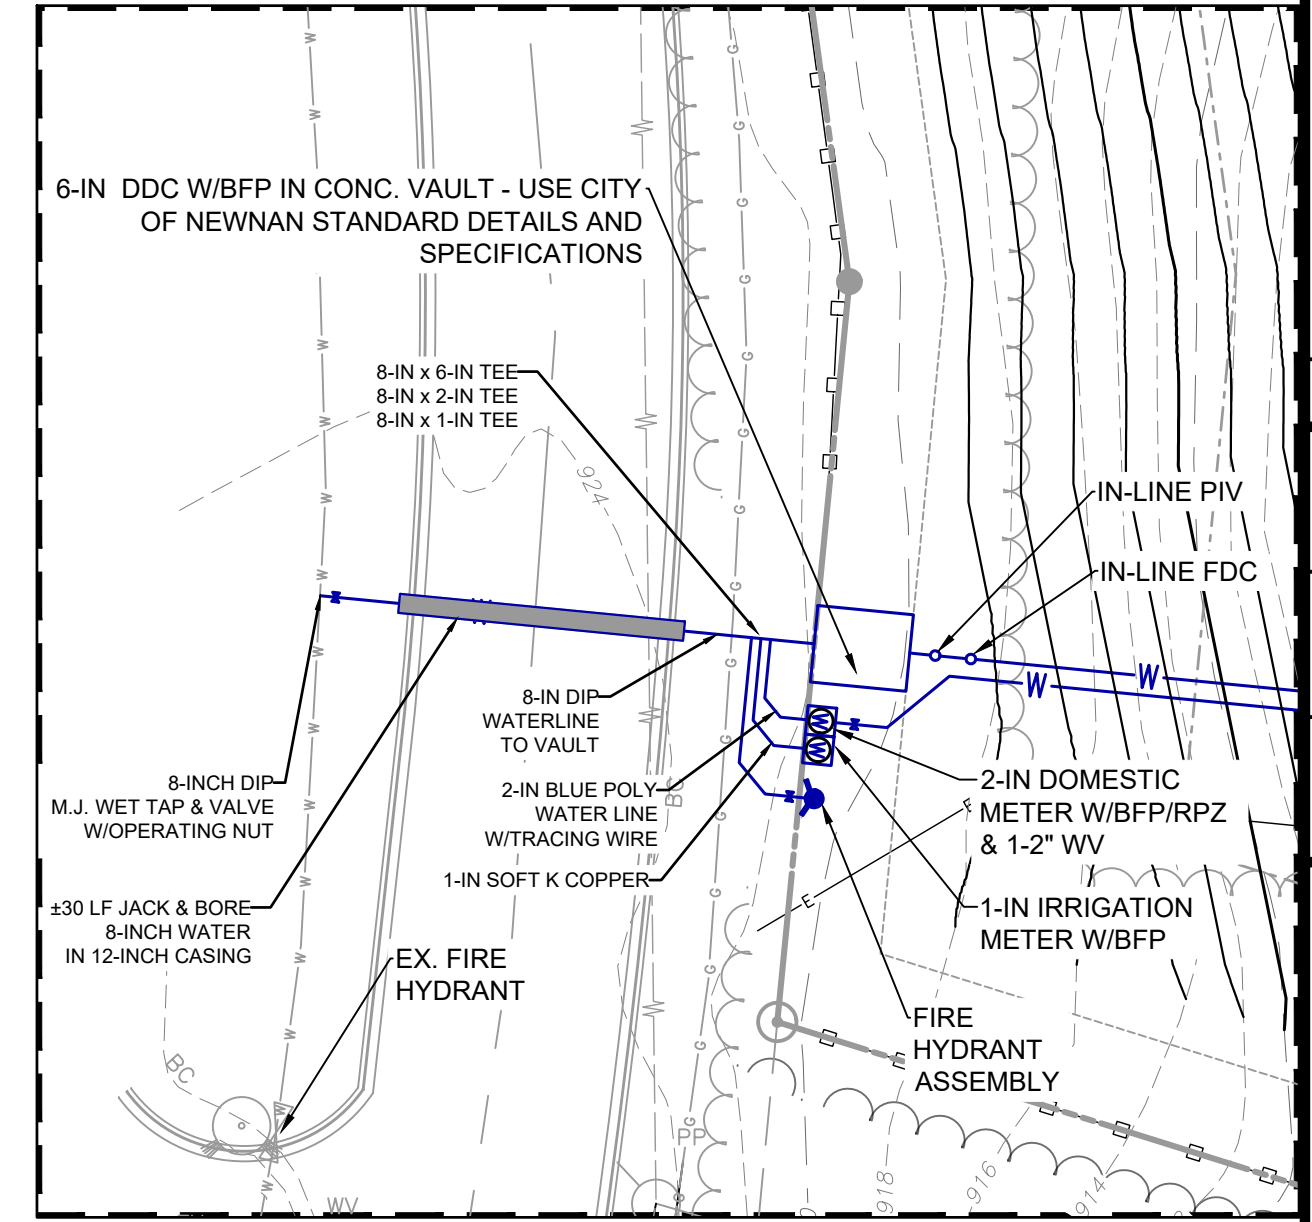 6-IN DDC W/BFP IN CONC. VAULT - USE CITY
OF NEWNAN STANDARD DETAILS AND
SPECIFICATIONS
8-IN x 6-IN TEE
8-IN x 2-IN TEE
8-IN x 1-IN TEE
924
IN-LINE PIV
IN-LINE FDC
W
W
W
8-IN DIP
WATERLINE
TO VAULT
8-INCH DIP
M.J. WET TAP & VALVE
W/OPERATING NUT
2-IN BLUE POLY
WATER LINE
W/TRACING WIRE
BC
2-IN DOMESTIC
METER W/BFP/RPZ
& 1-2" WV
E
1-IN SOFT K COPPER
E
±30 LF JACK & BORE
8-INCH WATER
IN 12-INCH CASING
1-IN IRRIGATION
METER W/BFP
EX. FIRE
HYDRANT
FIRE
HYDRANT
ASSEMBLY
BC
PP
918
916
914
WV